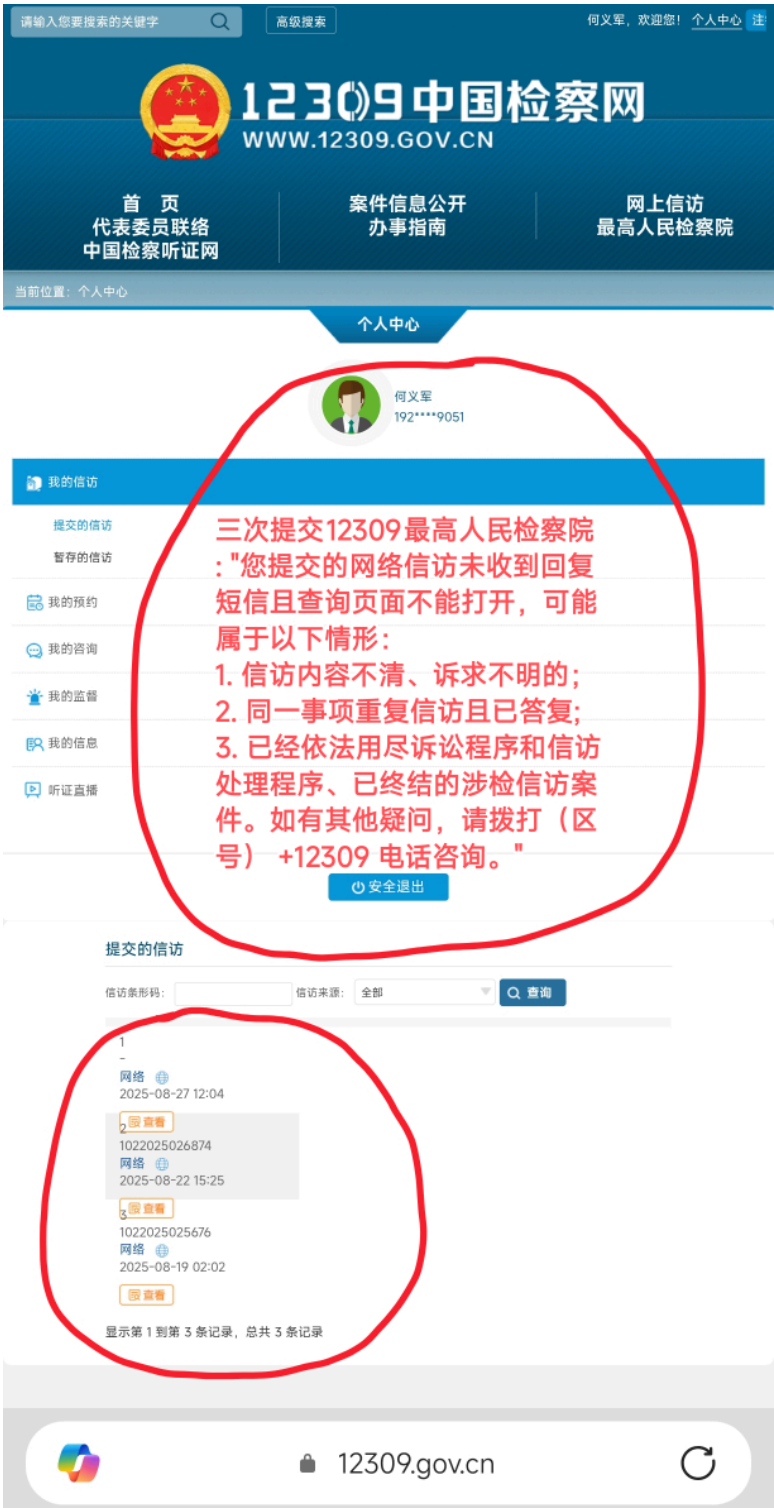 请输入您要搜索的关键字
高级搜索
何义军，欢迎您！ 个人中心 注
12309中国检察网
WWW.12309.GOV.CN
首 页
代表委员联络
中国检察听证网
案件信息公开
办事指南
网上信访
最高人民检察院
当前位置：个人中心
个人中心
何义军
192****9051
我的信访
提交的信访
暂存的信访
我的预约
我的咨询
我的监督
我的信息
听证直播
三次提交12309最高人民检察院
："您提交的网络信访未收到回复
短信且查询页面不能打开，可能
属于以下情形：
1. 信访内容不清、诉求不明的；
2. 同一事项重复信访且已答复；
3. 已经依法用尽诉讼程序和信访
处理程序、已终结的涉检信访案
件。如有其他疑问，请拨打（区
号） +12309 电话咨询。"
安全退出
提交的信访
信访条形码： 信访来源： 全部 查询
1
-
网络
2025-08-27 12:04
查看
2
1022025026874
网络
2025-08-22 15:25
查看
3
1022025025676
网络
2025-08-19 02:02
查看
显示第 1 到第 3 条记录，总共 3 条记录
12309.gov.cn